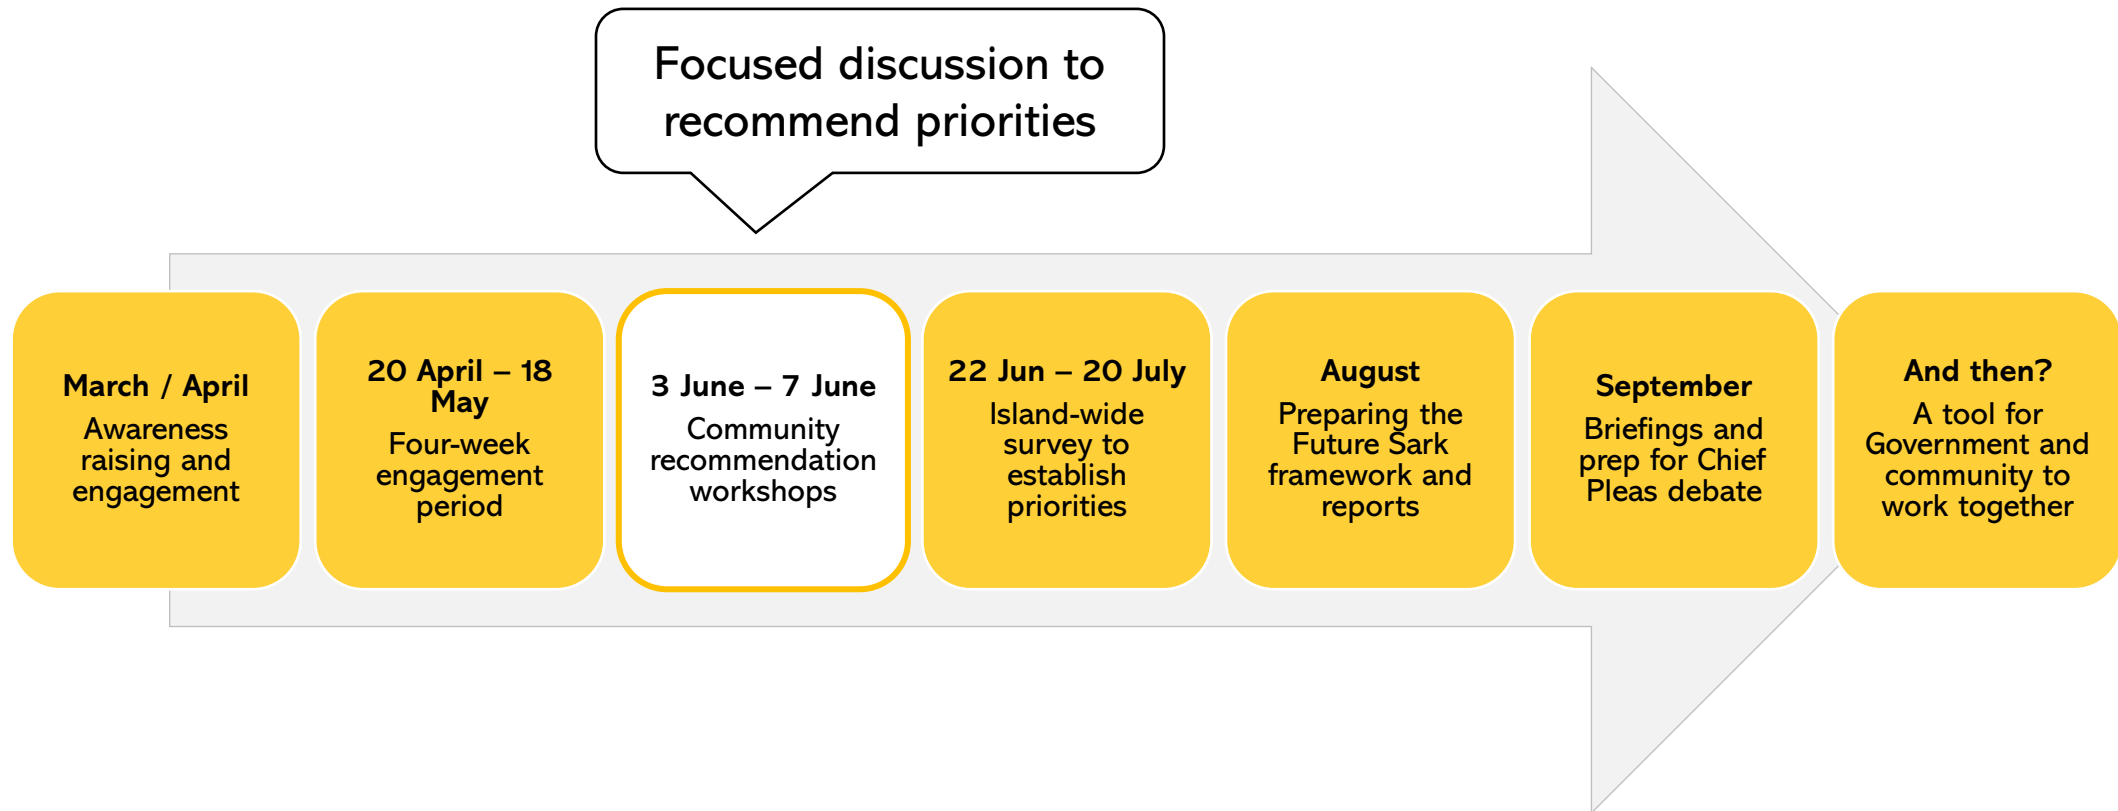 Focused discussion to
recommend priorities
March / April
Awareness
raising and
engagement
20 April – 18
May
Four-week
engagement
period
3 June – 7 June
Community
recommendation
workshops
22 Jun – 20 July
Island-wide
survey to
establish
priorities
August
Preparing the
Future Sark
framework and
reports
September
Briefings and
prep for Chief
Pleas debate
And then?
A tool for
Government and
community to
work together